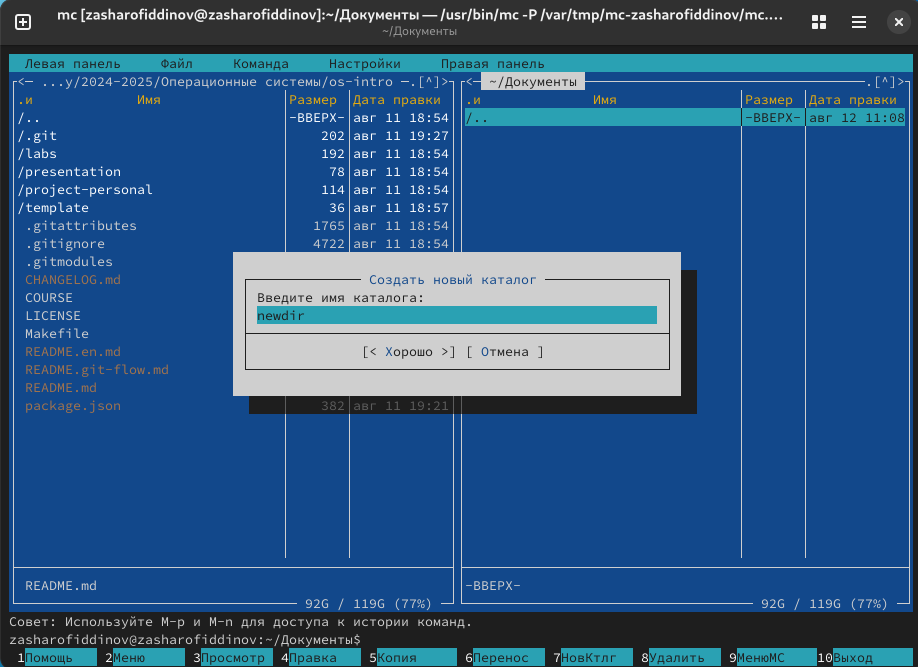 mc [zasharofiddinov@zasharofiddinov]:~/Документы — /usr/bin/mc -P /var/tmp/mc-zasharofiddinov/mc....
~/Документы
Левая панель Файл Команда Настройки Правая панель
<— ...y/2024-2025/Операционные системы/os-intro —.[^]> <— ~/Документы .[^]>
.и Имя Размер Дата правки .и Имя Размер Дата правки
/.. -ВВЕРХ- авг 11 18:54 /.. -ВВЕРХ- авг 12 11:08
/.git 202 авг 11 19:27
/labs 192 авг 11 18:54
/presentation 78 авг 11 18:54
/project-personal 114 авг 11 18:54
/template 36 авг 11 18:57
.gitattributes 1765 авг 11 18:54
.gitignore 4722 авг 11 18:54
.gitmodules
CHANGELOG.md
COURSE
LICENSE
Makefile
README.en.md
README.git-flow.md
README.md
package.json 382 авг 11 19:21
Создать новый каталог
Введите имя каталога:
newdir
[< Хорошо >] [ Отмена ]
README.md -ВВЕРХ-
92G / 119G (77%) 92G / 119G (77%)
Совет: Используйте M-p и M-n для доступа к истории команд.
zasharofiddinov@zasharofiddinov:~/Документы$
1Помощь 2Меню 3Просмотр 4Правка 5Копия 6Перенос 7НовКтлг 8Удалить 9МенюМС 10Выход